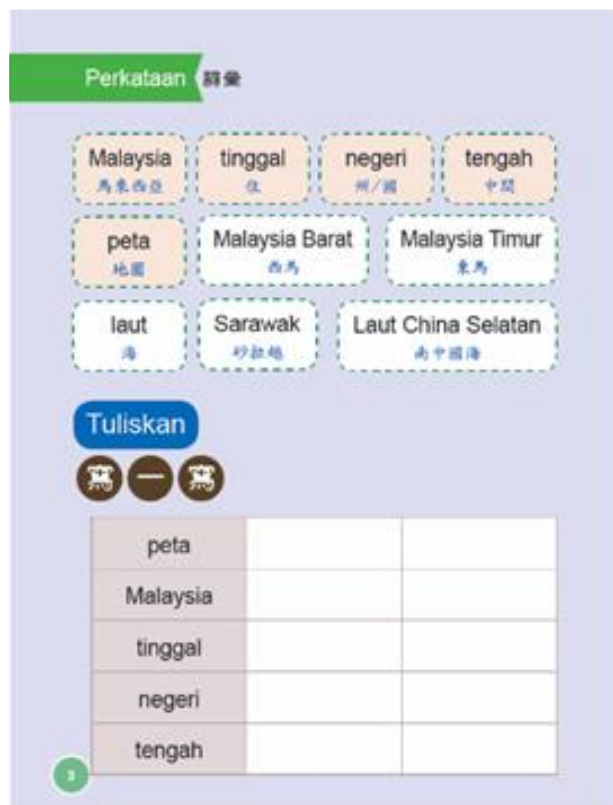 Perkataan 詞彙
Malaysia tinggal negeri tengah
馬來西亞 住 州/國 中間
peta Malaysia Barat Malaysia Timur
地圖 西馬 東馬
laut Sarawak Laut China Selatan
海 砂拉越 南中國海
Tuliskan
寫一寫
peta
Malaysia
tinggal
negeri
tengah
3